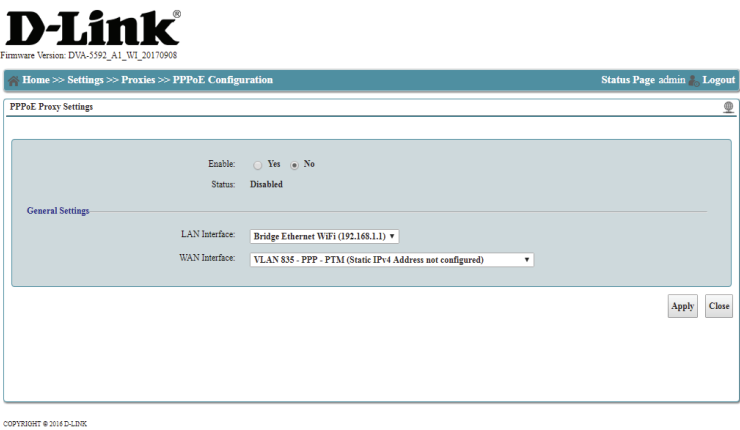 D-Link®
Firmware Version: DVA-5592_A1_WI_20170908
Home >> Settings >> Proxies >> PPPoE Configuration Status Page admin Logout
PPPoE Proxy Settings
Enable: Yes No
Status: Disabled
General Settings
LAN Interface: Bridge Ethernet WiFi (192.168.1.1)
WAN Interface: VLAN 835 - PPP - PTM (Static IPv4 Address not configured)
Apply Close
COPYRIGHT © 2016 D-LINK